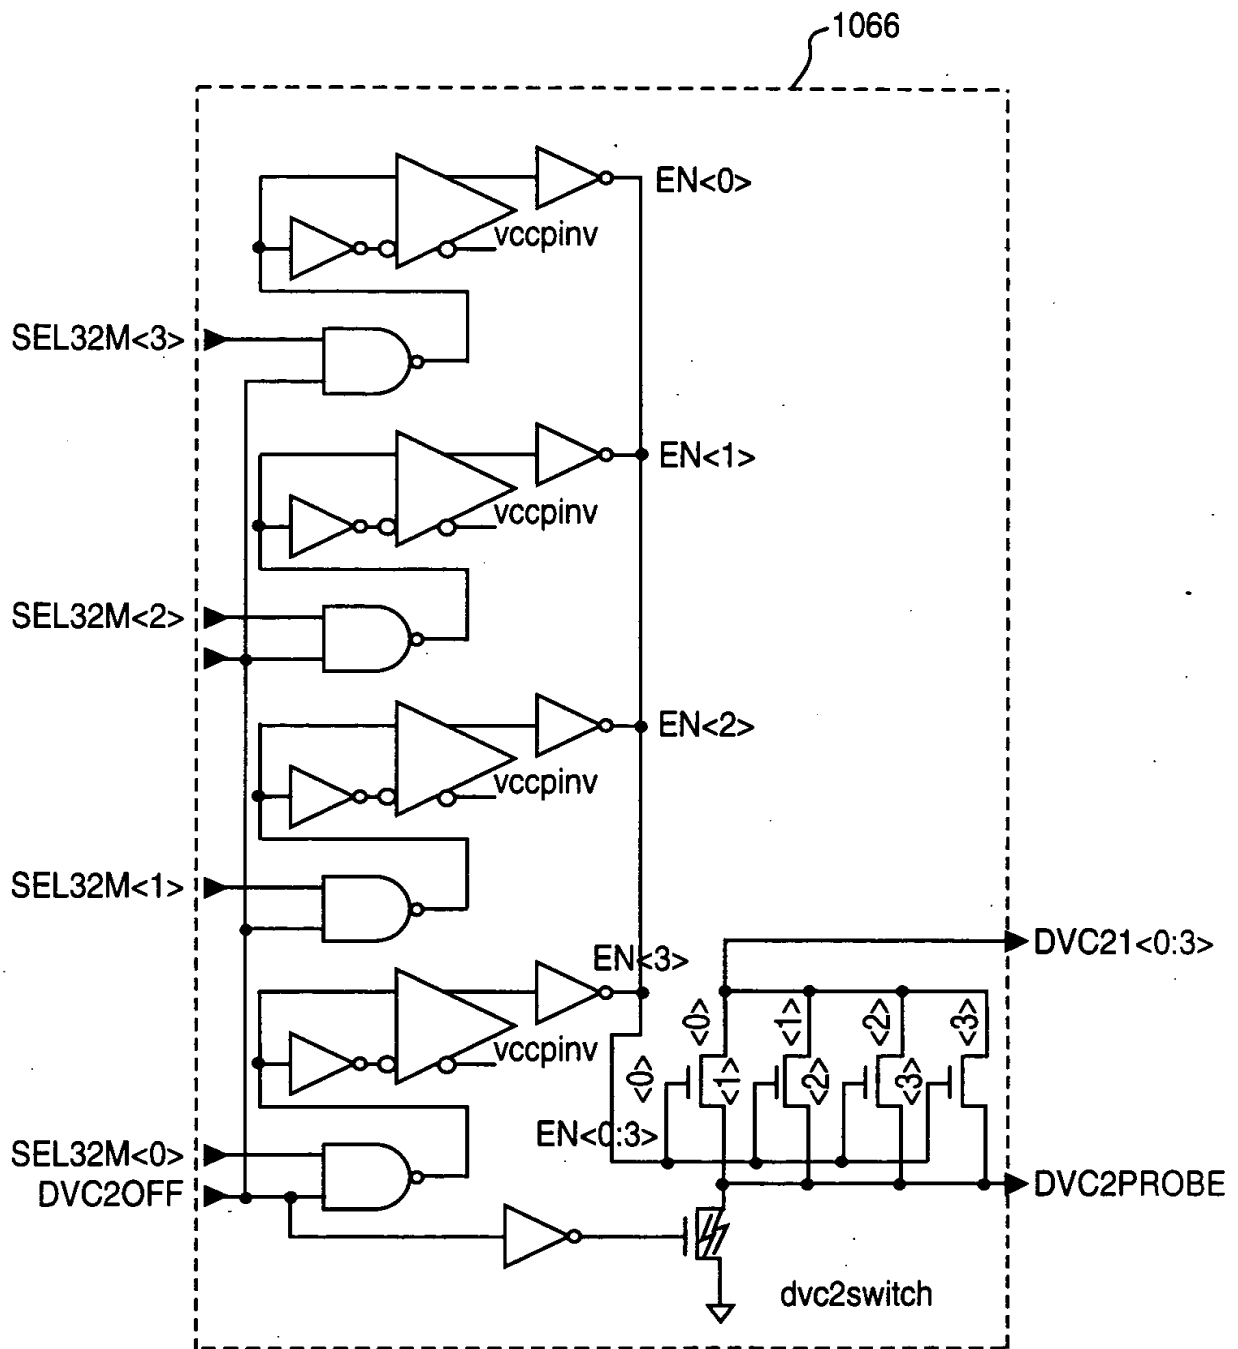 1066
EN<0>
vccpinv
SEL32M<3>
EN<1>
vccpinv
SEL32M<2>
EN<2>
vccpinv
SEL32M<1>
DVC21<0:3>
EN<3>
<0>
<1>
<2>
<3>
vccpinv
<0>
<1>
<2>
<3>
EN<0:3>
SEL32M<0>
DVC2OFF
DVC2PROBE
dvc2switch